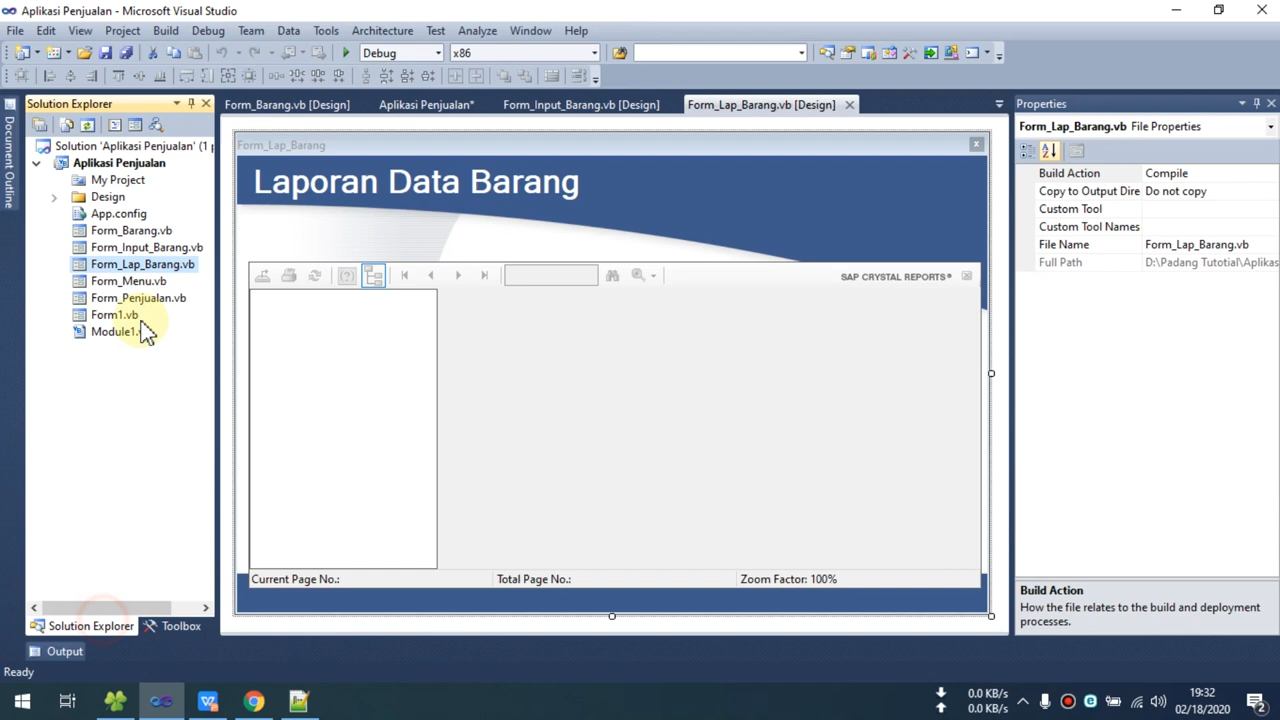 Aplikasi Penjualan - Microsoft Visual Studio
File Edit View Project Build Debug Team Data Tools Architecture Test Analyze Window Help
Debug x86
Solution Explorer
Form_Barang.vb [Design] Aplikasi Penjualan* Form_Input_Barang.vb [Design] Form_Lap_Barang.vb [Design]
Properties
Document Outline
Solution 'Aplikasi Penjualan' (1 p
Aplikasi Penjualan
My Project
Design
App.config
Form_Barang.vb
Form_Input_Barang.vb
Form_Lap_Barang.vb
Form_Menu.vb
Form_Penjualan.vb
Form1.vb
Module1.
Form_Lap_Barang
Laporan Data Barang
SAP CRYSTAL REPORTS®
Current Page No.: Total Page No.: Zoom Factor: 100%
Form_Lap_Barang.vb File Properties
Build Action Compile
Copy to Output Dire Do not copy
Custom Tool
Custom Tool Names
File Name Form_Lap_Barang.vb
Full Path D:\Padang Tutotial\Aplikas
Build Action
How the file relates to the build and deployment
processes.
Solution Explorer Toolbox
Output
Ready
0.0 KB/s
0.0 KB/s
19:32
02/18/2020
2